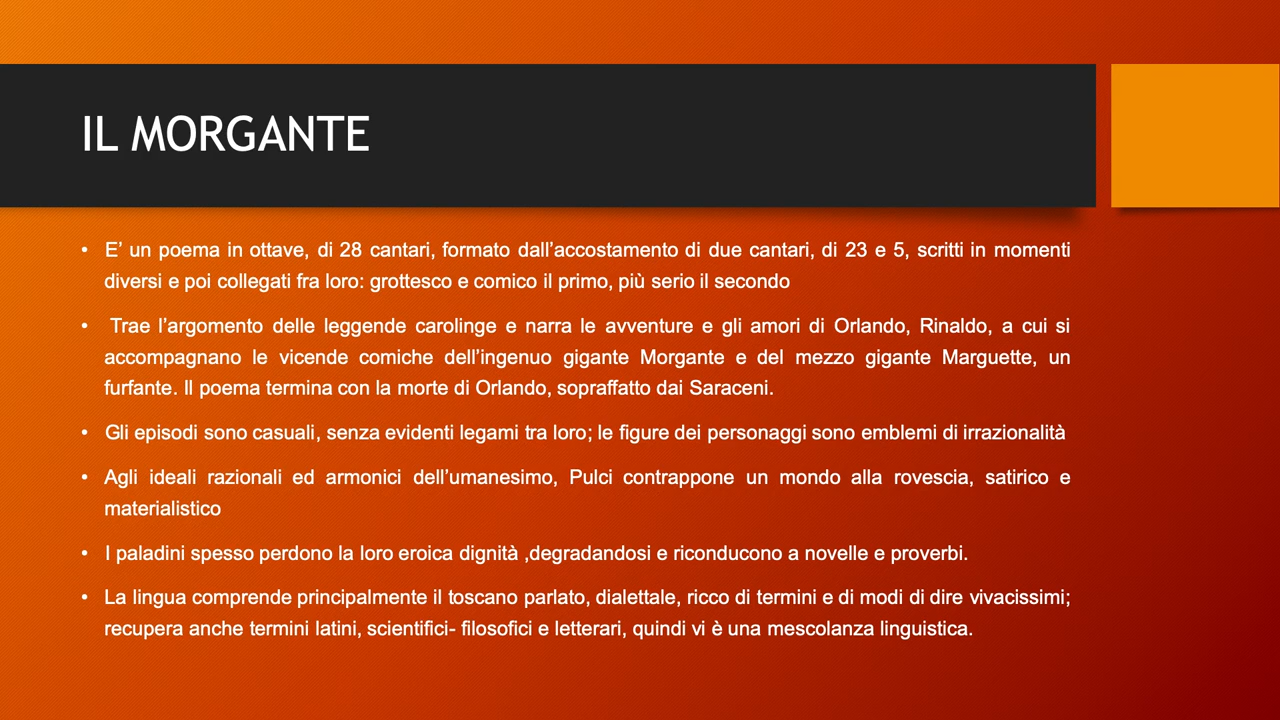 IL MORGANTE
• E’ un poema in ottave, di 28 cantari, formato dall’accostamento di due cantari, di 23 e 5, scritti in momenti
diversi e poi collegati fra loro: grottesco e comico il primo, più serio il secondo
• Trae l’argomento delle leggende carolinge e narra le avventure e gli amori di Orlando, Rinaldo, a cui si
accompagnano le vicende comiche dell’ingenuo gigante Morgante e del mezzo gigante Marguette, un
furfante. Il poema termina con la morte di Orlando, sopraffatto dai Saraceni.
• Gli episodi sono casuali, senza evidenti legami tra loro; le figure dei personaggi sono emblemi di irrazionalità
• Agli ideali razionali ed armonici dell’umanesimo, Pulci contrappone un mondo alla rovescia, satirico e
materialistico
• I paladini spesso perdono la loro eroica dignità ,degradandosi e riconducono a novelle e proverbi.
• La lingua comprende principalmente il toscano parlato, dialettale, ricco di termini e di modi di dire vivacissimi;
recupera anche termini latini, scientifici- filosofici e letterari, quindi vi è una mescolanza linguistica.